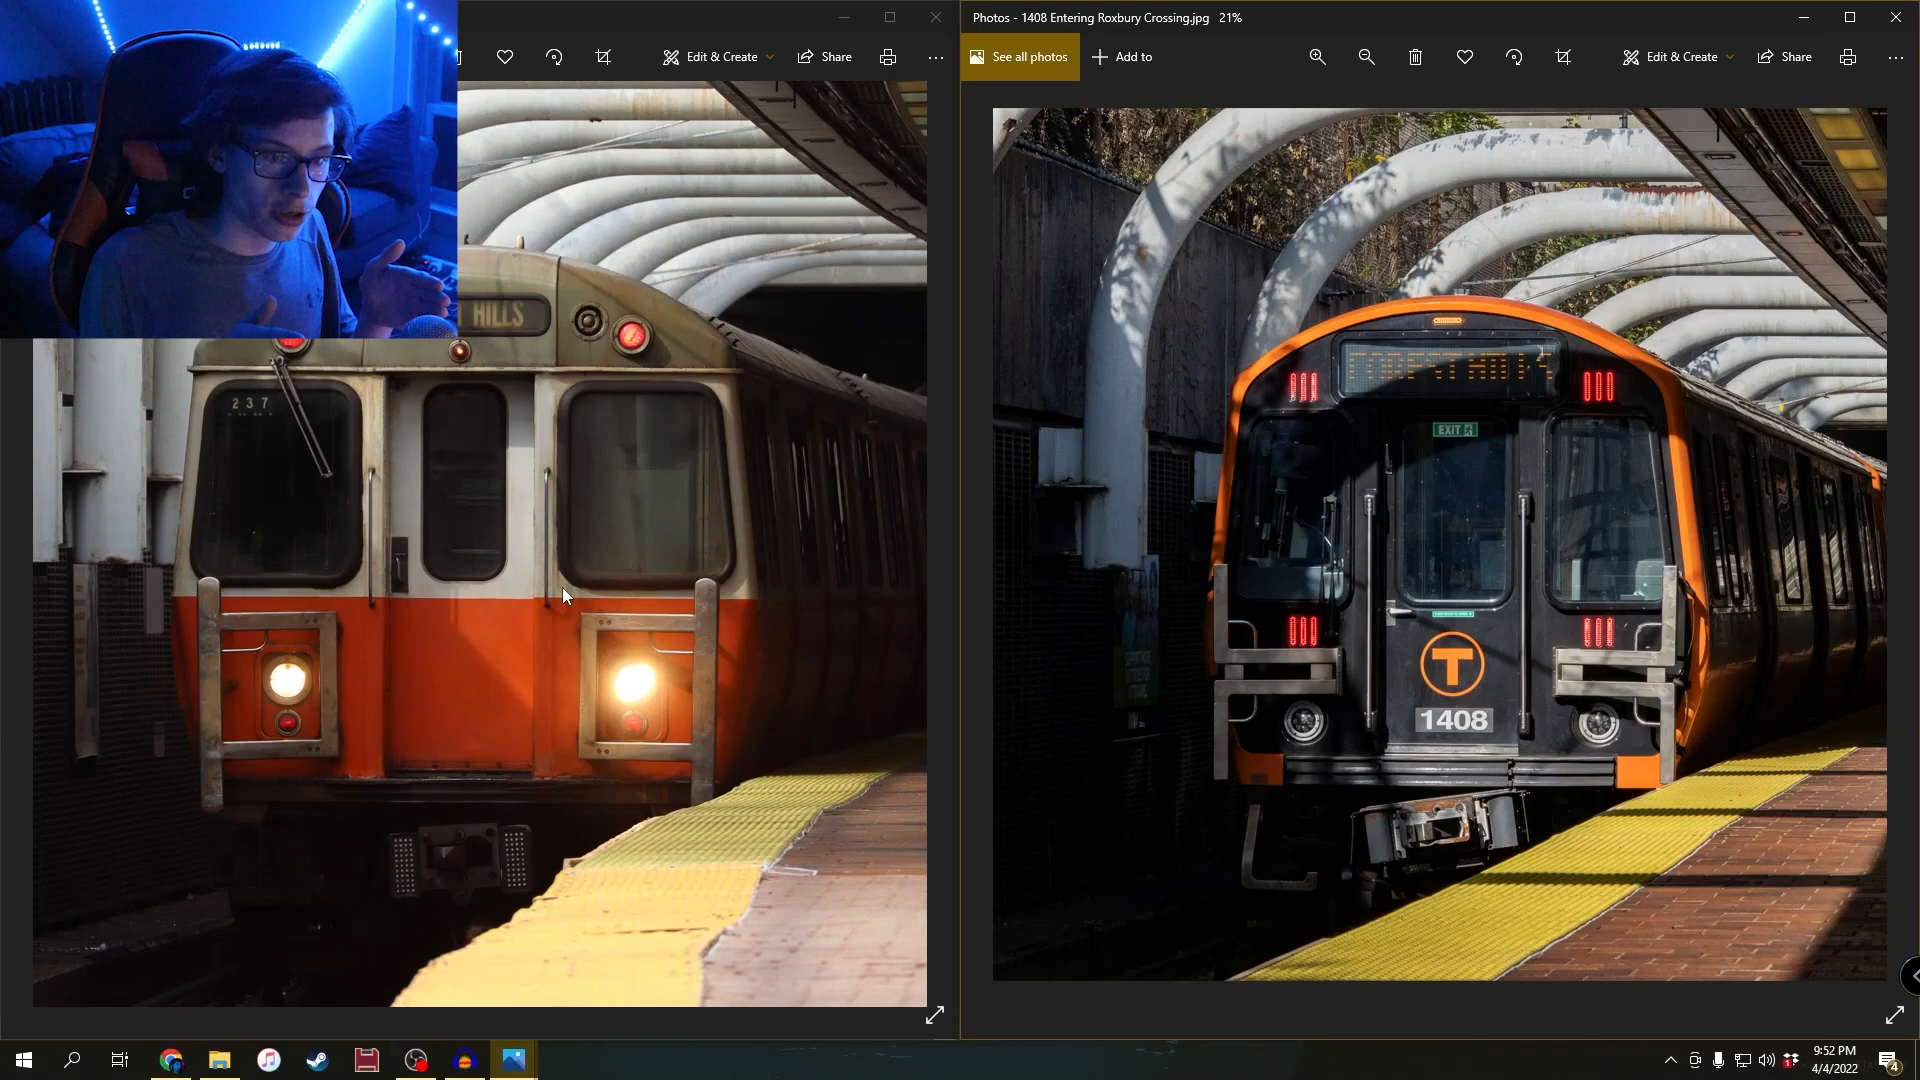 Photos - 1408 Entering Roxbury Crossing.jpg 21%
Edit & Create
Share
See all photos
Add to
Edit & Create
Share
HILLS
237
EXIT
T
1408
9:52 PM
4/4/2022
4